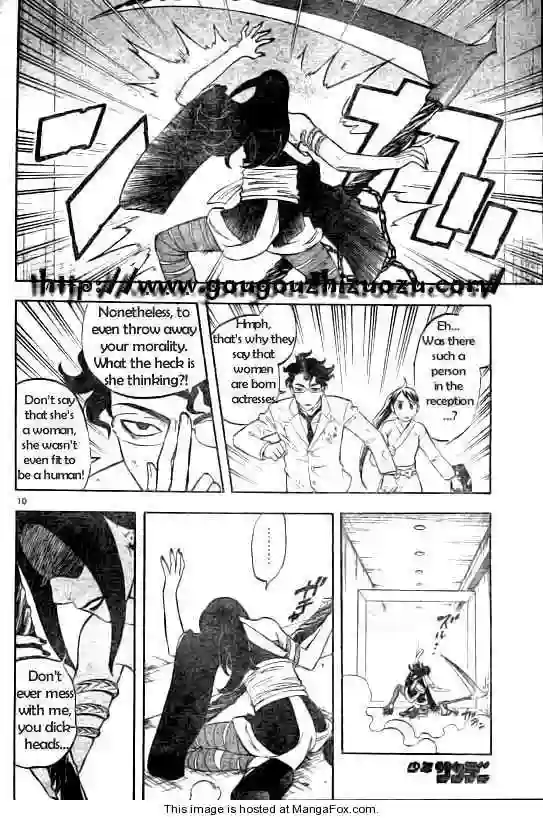 ガガン
http://www.gougouzhizuozu.com/
Eh...
Was there
such a
person
in the
reception
...?
Hmph,
that's why they
say that
women
are born
actresses.
Nonetheless, to
even throw away
your morality.
What the heck is
she thinking?!
Don't say
that she's
a woman,
she wasn't
even fit to
be a human!
10
..........
Don't
ever mess
with me,
you dick-
heads...
This image is hosted at MangaFox.com.